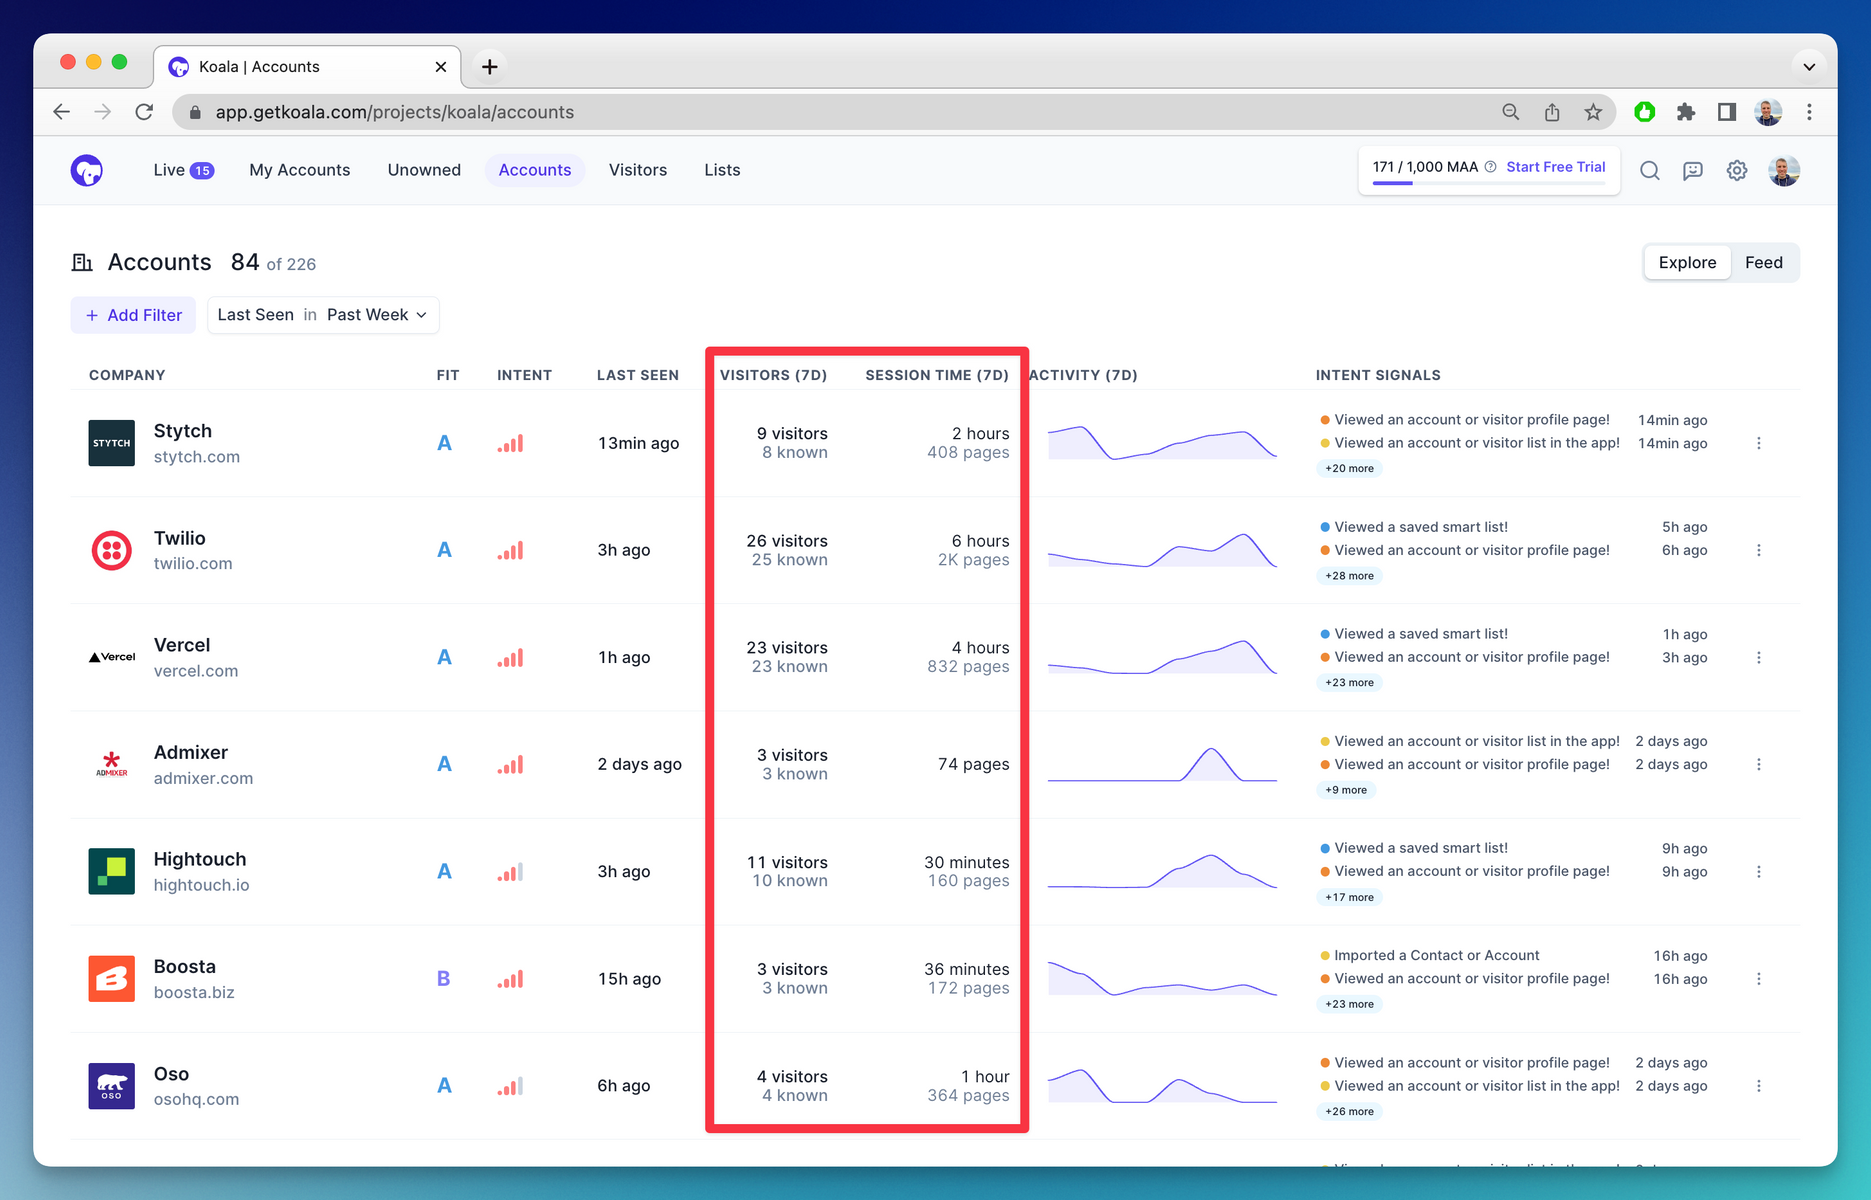 Koala | Accounts
app.getkoala.com/projects/koala/accounts
Live 15 My Accounts Unowned Accounts Visitors Lists
171 / 1,000 MAA Start Free Trial
Accounts 84 of 226
Explore Feed
+ Add Filter Last Seen in Past Week
COMPANY FIT INTENT LAST SEEN VISITORS (7D) SESSION TIME (7D) ACTIVITY (7D) INTENT SIGNALS
STYTCH
Stytch
stytch.com
A
13min ago
9 visitors
8 known
2 hours
408 pages
Viewed an account or visitor profile page! 14min ago
Viewed an account or visitor list in the app! 14min ago
+20 more
Twilio
twilio.com
A
3h ago
26 visitors
25 known
6 hours
2K pages
Viewed a saved smart list! 5h ago
Viewed an account or visitor profile page! 6h ago
+28 more
Vercel
Vercel
vercel.com
A
1h ago
23 visitors
23 known
4 hours
832 pages
Viewed a saved smart list! 1h ago
Viewed an account or visitor profile page! 3h ago
+23 more
ADMIXER
Admixer
admixer.com
A
2 days ago
3 visitors
3 known
74 pages
Viewed an account or visitor list in the app! 2 days ago
Viewed an account or visitor profile page! 2 days ago
+9 more
Hightouch
hightouch.io
A
3h ago
11 visitors
10 known
30 minutes
160 pages
Viewed a saved smart list! 9h ago
Viewed an account or visitor profile page! 9h ago
+17 more
Boosta
boosta.biz
B
15h ago
3 visitors
3 known
36 minutes
172 pages
Imported a Contact or Account 16h ago
Viewed an account or visitor profile page! 16h ago
+23 more
OSO
Oso
osohq.com
A
6h ago
4 visitors
4 known
1 hour
364 pages
Viewed an account or visitor profile page! 2 days ago
Viewed an account or visitor list in the app! 2 days ago
+26 more